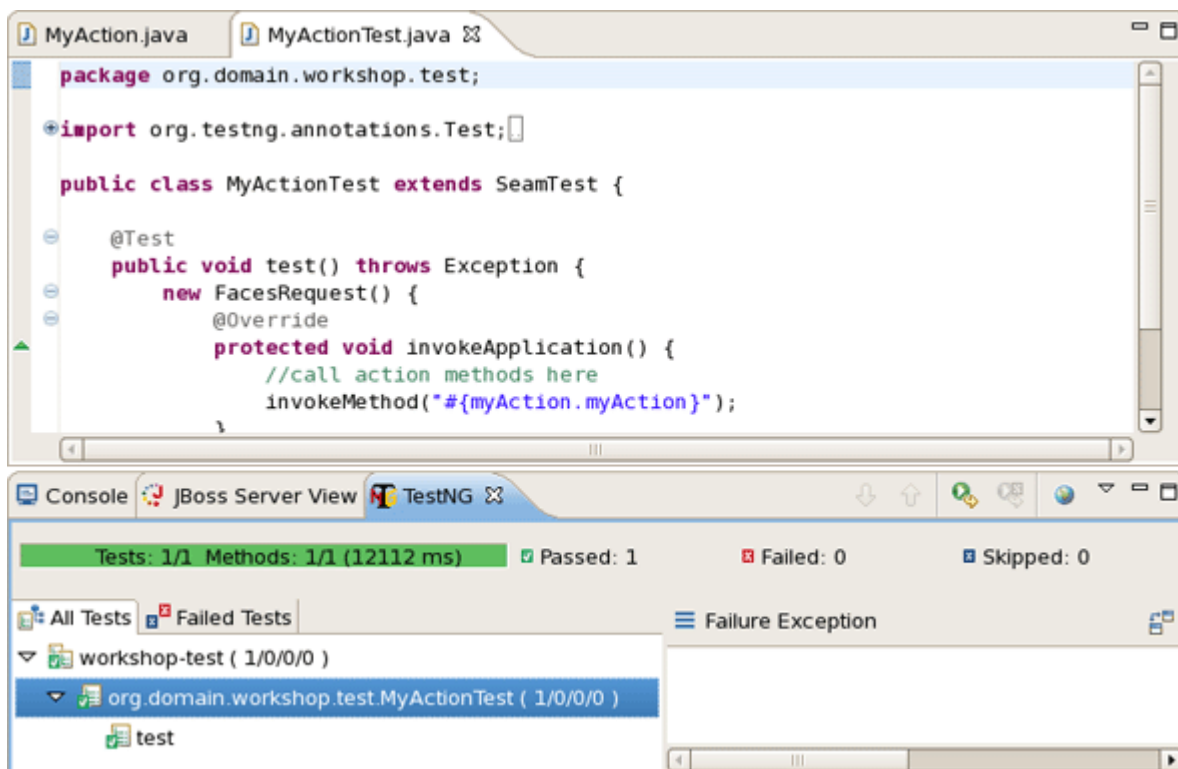 MyAction.java MyActionTest.java
package org.domain.workshop.test;
import org.testng.annotations.Test;
public class MyActionTest extends SeamTest {
@Test
public void test() throws Exception {
new FacesRequest() {
@Override
protected void invokeApplication() {
//call action methods here
invokeMethod("#{myAction.myAction}");
}
Console JBoss Server View TestNG
Tests: 1/1 Methods: 1/1 (12112 ms) Passed: 1 Failed: 0 Skipped: 0
All Tests Failed Tests Failure Exception
workshop-test ( 1/0/0/0 )
org.domain.workshop.test.MyActionTest ( 1/0/0/0 )
test